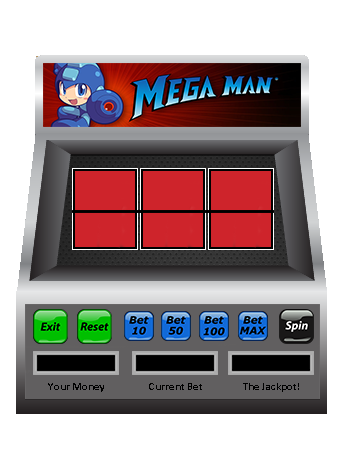 MEGA MAN
Exit Reset Bet 10 Bet 50 Bet 100 Bet MAX Spin
Your Money Current Bet The Jackpot!